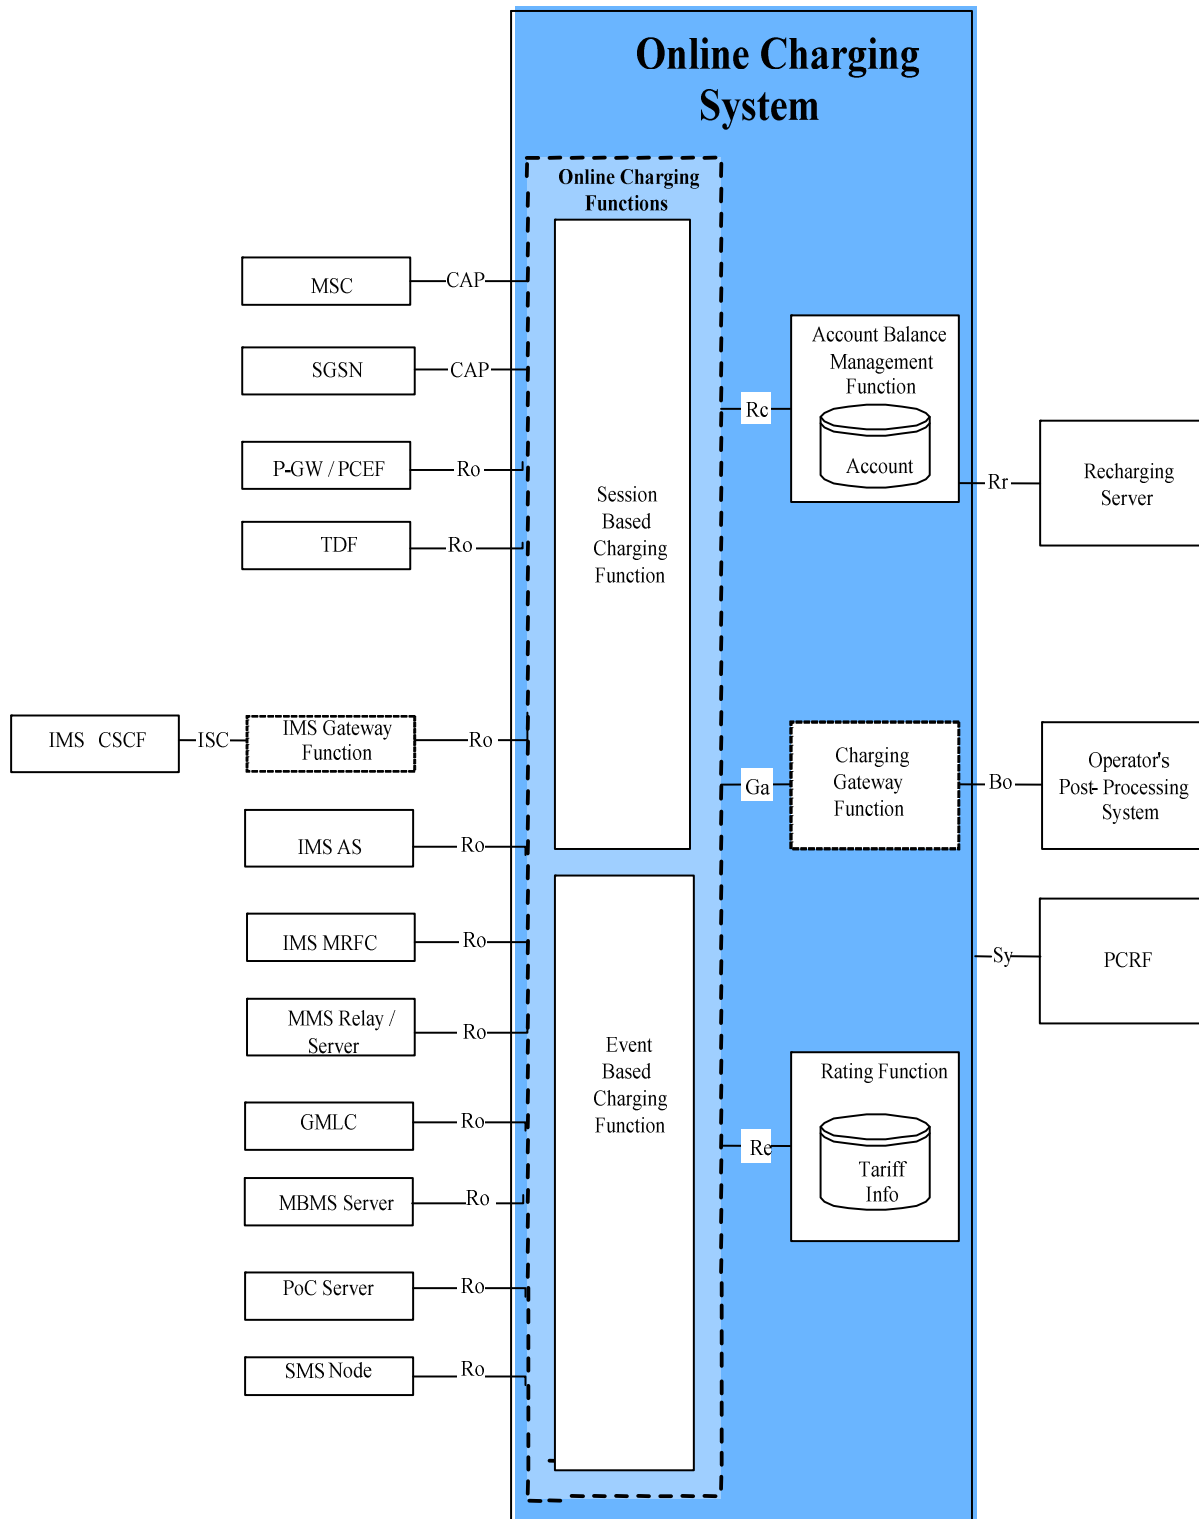 Online Charging
System
Online Charging
Functions
MSC
CAP
SGSN
CAP
P-GW / PCEF
Ro
TDF
Ro
IMS CSCF
ISC
IMS Gateway
Function
Ro
IMS AS
Ro
IMS MRFC
Ro
MMS Relay /
Server
Ro
GMLC
Ro
MBMS Server
Ro
PoC Server
Ro
SMS Node
Ro
Session
Based
Charging
Function
Event
Based
Charging
Function
Rc
Account Balance
Management
Function
Account
Rr
Recharging
Server
Ga
Charging
Gateway
Function
Bo
Operator's
Post- Processing
System
Sy
PCRF
Re
Rating Function
Tariff
Info